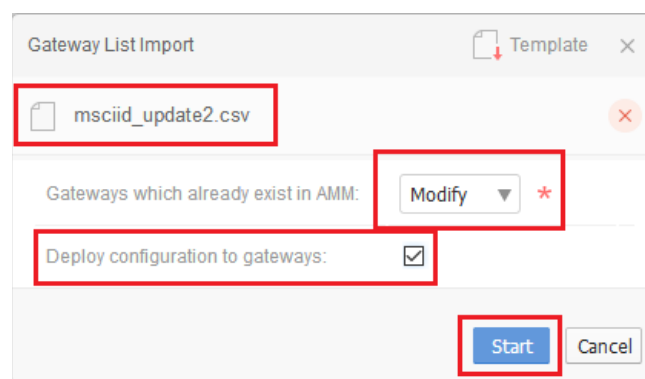 Gateway List Import Template
msciid_update2.csv
Gateways which already exist in AMM: Modify *
Deploy configuration to gateways:
Start Cancel